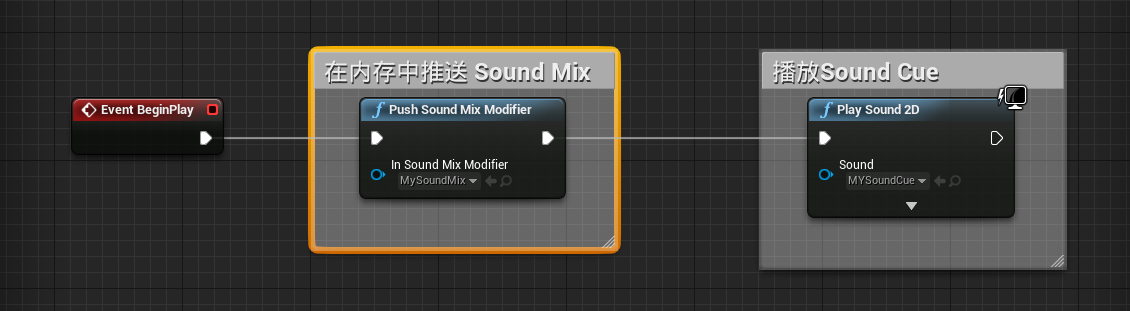 在内存中推送 Sound Mix
播放Sound Cue
Event BeginPlay
Push Sound Mix Modifier
In Sound Mix Modifier
MySoundMix
Play Sound 2D
Sound
MYSoundCue